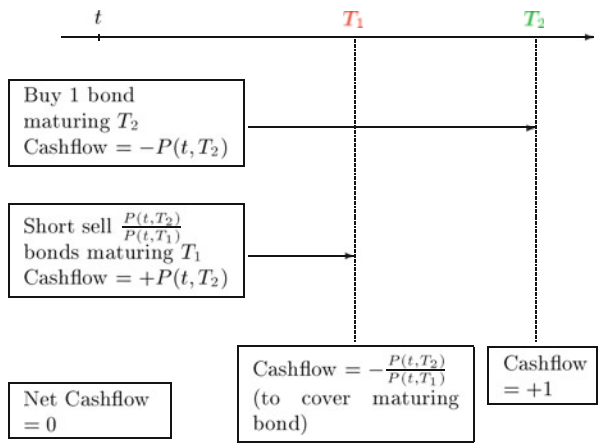 t T₁ T₂
Buy 1 bond
maturing T₂
Cashflow = −P(t, T₂)
Short sell P(t,T₂)/P(t,T₁)
bonds maturing T₁
Cashflow = +P(t, T₂)
Cashflow = −P(t,T₂)/P(t,T₁)
(to cover maturing
bond)
Cashflow
= +1
Net Cashflow
= 0